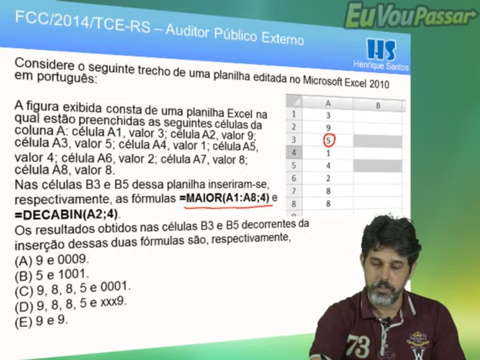 FCC/2014/TCE-RS – Auditor Público Externo
EuVouPassar
HS
Henrique Santos
Considere o seguinte trecho de uma planilha editada no Microsoft Excel 2010
em português:
A figura exibida consta de uma planilha Excel na
qual estão preenchidas as seguintes células da
coluna A: célula A1, valor 3; célula A2, valor 9;
célula A3, valor 5; célula A4, valor 1; célula A5,
valor 4; célula A6, valor 2; célula A7, valor 8;
célula A8, valor 8.
A B
1 3
2 9
3 5
4 1
5 4
6 2
7 8
8 8
Nas células B3 e B5 dessa planilha inseriram-se,
respectivamente, as fórmulas =MAIOR(A1:A8;4) e
=DECABIN(A2;4).
Os resultados obtidos nas células B3 e B5 decorrentes da
inserção dessas duas fórmulas são, respectivamente,
(A) 9 e 0009.
(B) 5 e 1001.
(C) 9, 8, 8, 5 e 0001.
(D) 9, 8, 8, 5 e xxx9.
(E) 9 e 9.
73